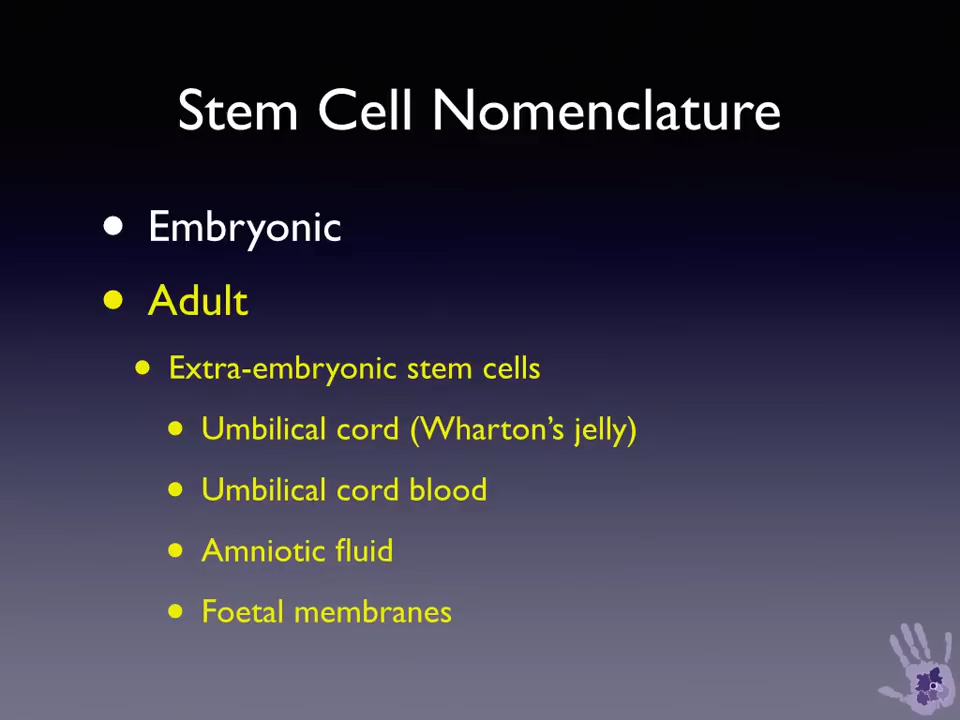 Stem Cell Nomenclature
• Embryonic
• Adult
• Extra-embryonic stem cells
• Umbilical cord (Wharton’s jelly)
• Umbilical cord blood
• Amniotic fluid
• Foetal membranes